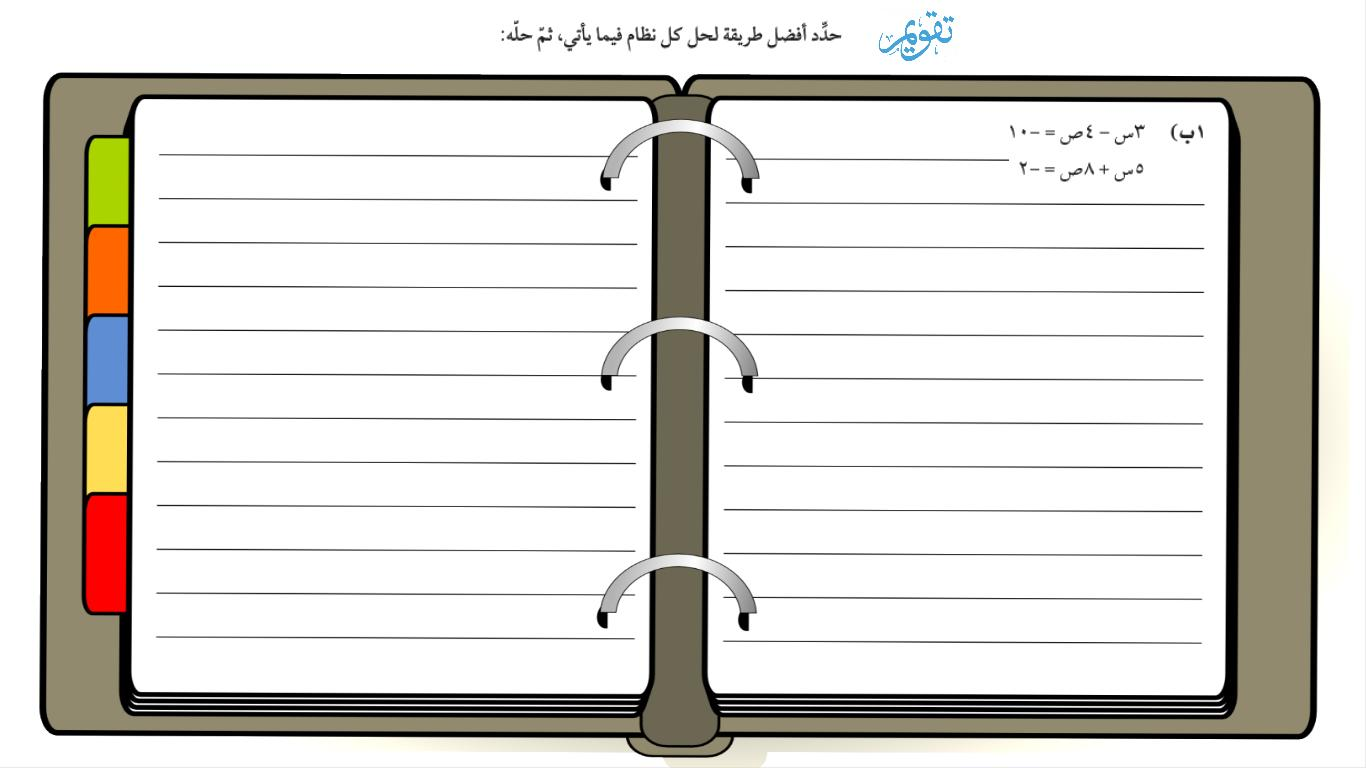 تقويم
حدِّد أفضل طريقة لحل كل نظام فيما يأتي، ثمّ حلّه:
١ب) ٣س – ٤ص = –١٠
٥س + ٨ص = –٢